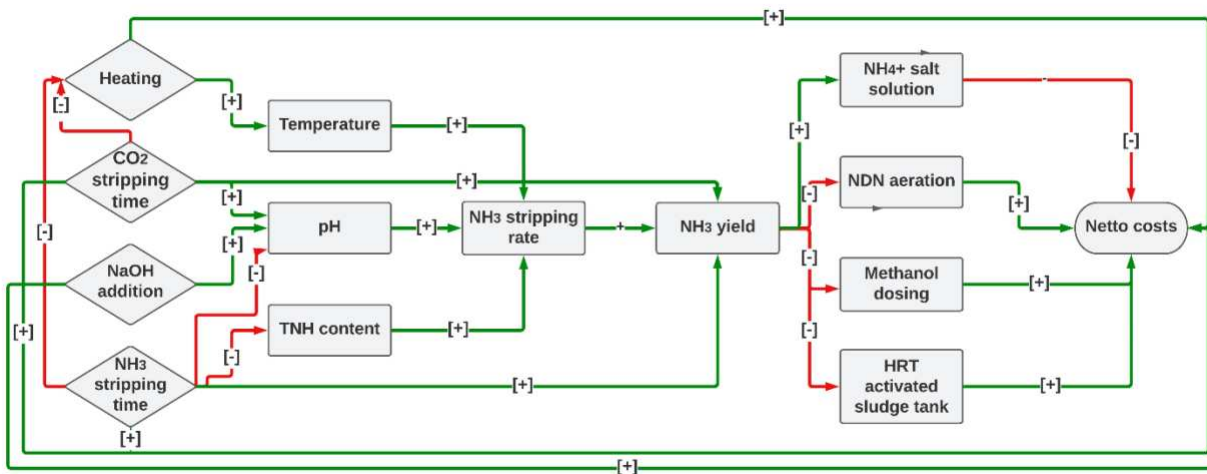 [+]
Heating
[-]
[+]
Temperature
[+]
NH4+ salt
solution
-
[+]
[-]
CO2
stripping
time
[+]
[+]
[-]
NDN aeration
[+]
[-]
pH
[+]
NH3 stripping
rate
+
NH3 yield
Netto costs
NaOH
addition
[+]
[-]
[-]
Methanol
dosing
[+]
[+]
TNH content
[+]
[-]
[-]
NH3
stripping
time
[+]
HRT
activated
sludge tank
[+]
[+]
[+]